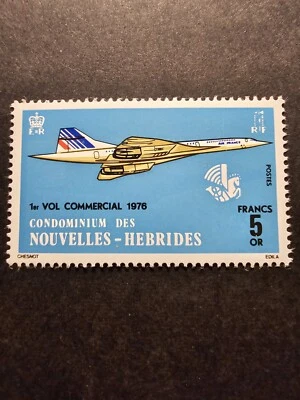 E R
RF
AIR FRANCE
1er VOL COMMERCIAL 1976
POSTES
CONDOMINIUM DES
NOUVELLES-HEBRIDES
FRANCS
5
OR
CHESNOT
EDILA